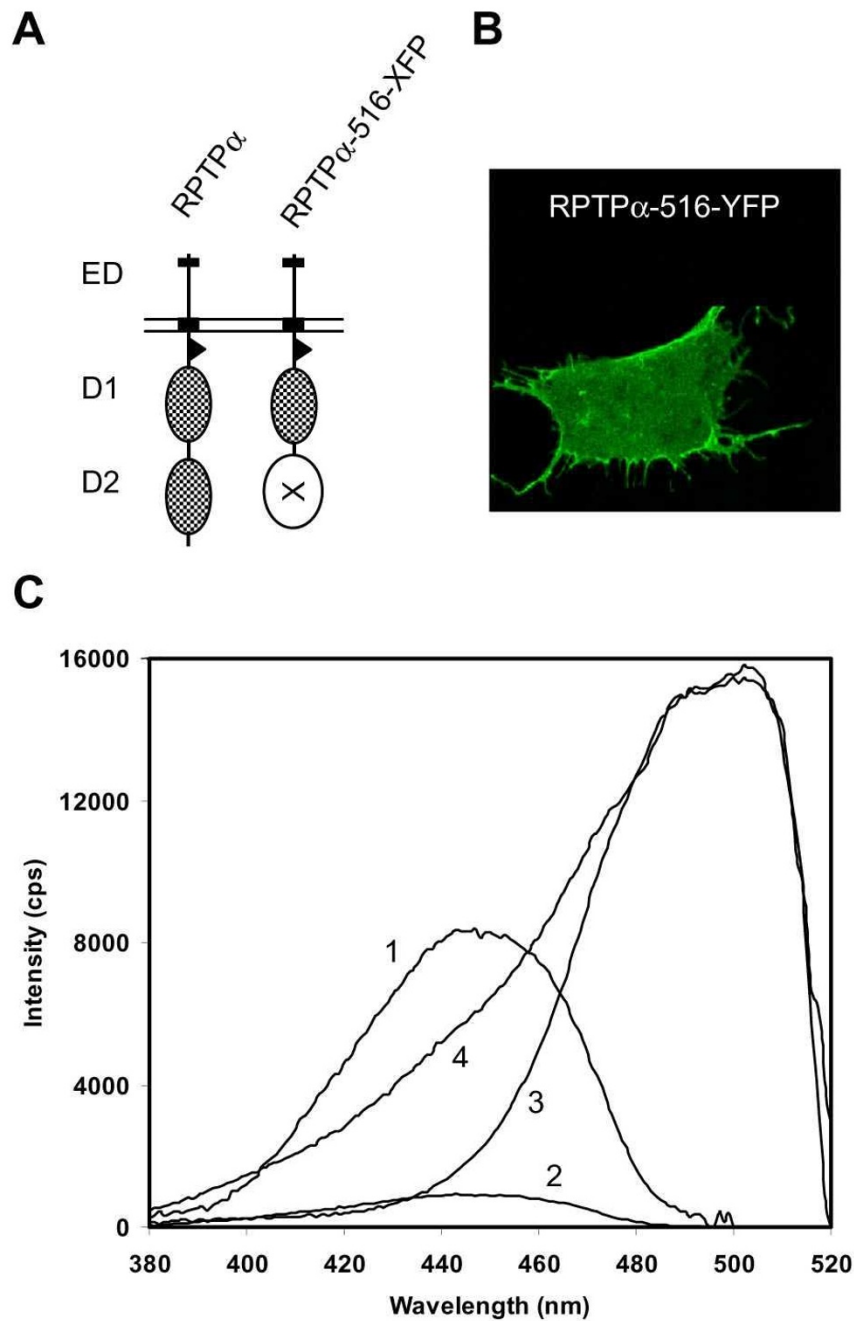 A
RPTPα
RPTPα-516-XFP
ED
D1
D2
X
B
RPTPα-516-YFP
C
16000
12000
8000
4000
0
Intensity (cps)
1
4
3
2
380 400 420 440 460 480 500 520
Wavelength (nm)